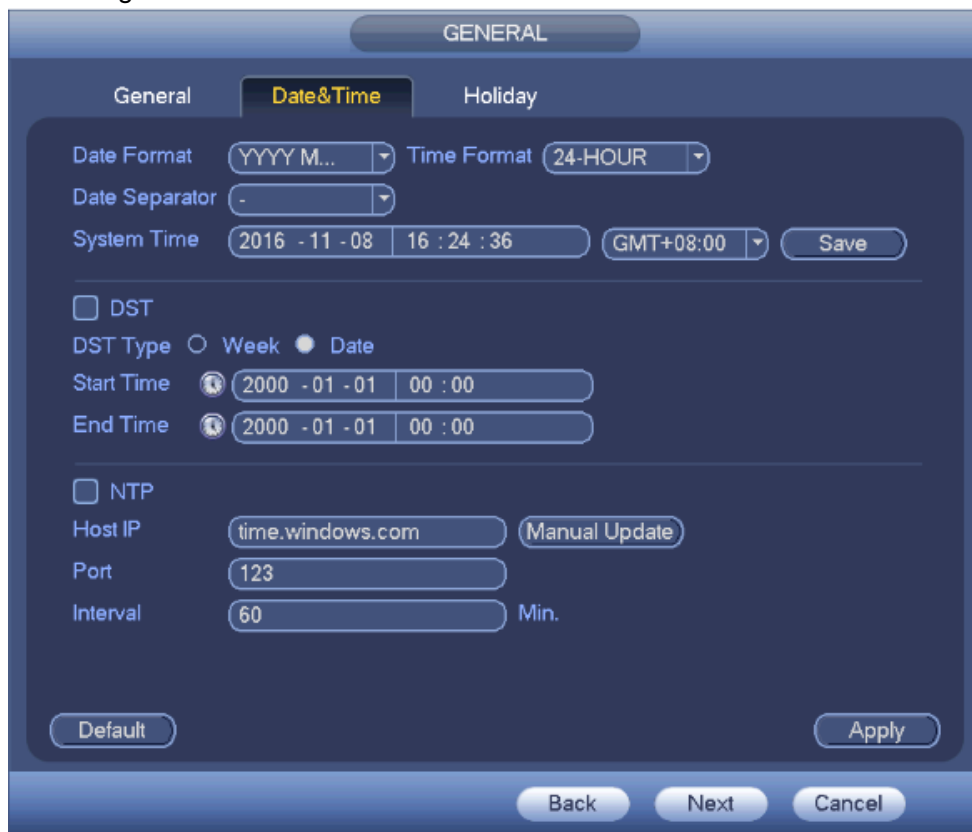 GENERAL
General Date&Time Holiday
Date Format YYYY M... Time Format 24-HOUR
Date Separator -
System Time 2016 - 11 - 08 16 : 24 : 36 GMT+08:00 Save
DST
DST Type Week Date
Start Time 2000 - 01 - 01 00 : 00
End Time 2000 - 01 - 01 00 : 00
NTP
Host IP time.windows.com Manual Update
Port 123
Interval 60 Min.
Default Apply
Back Next Cancel